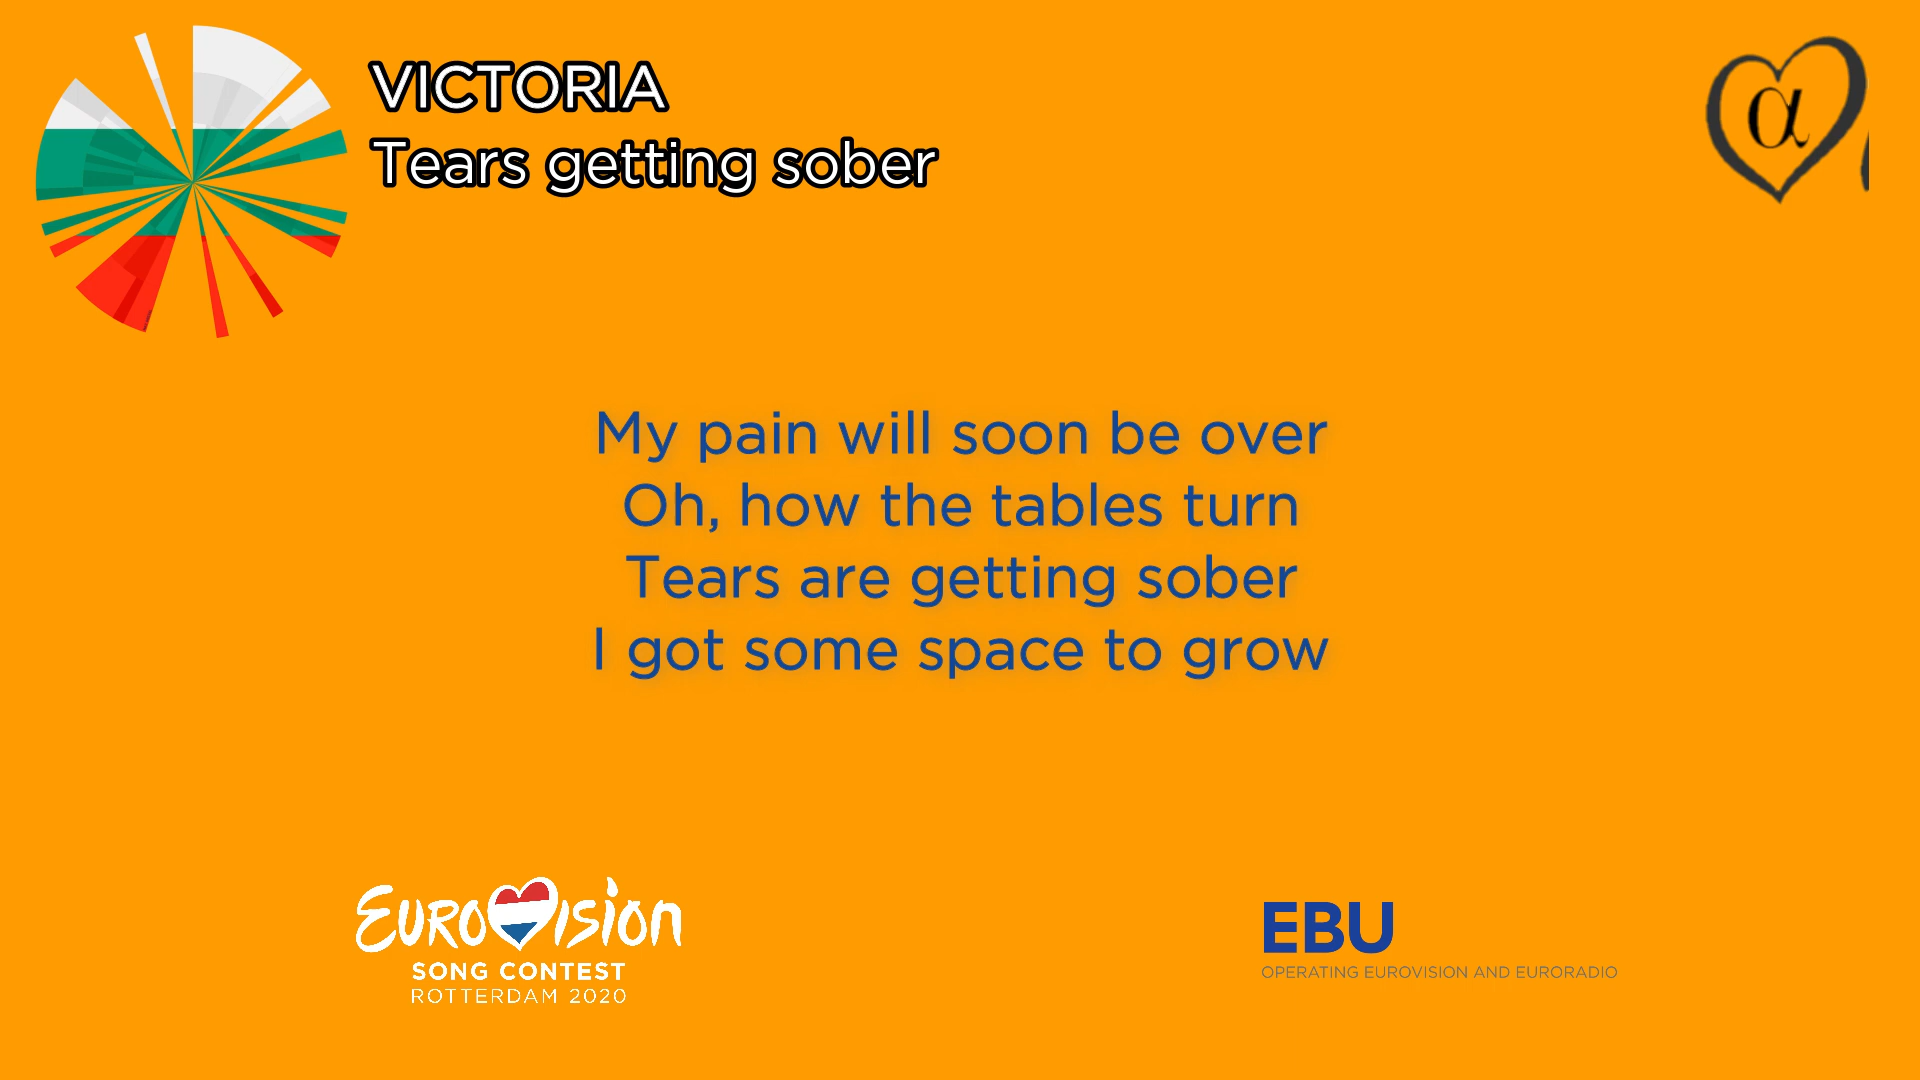 VICTORIA
Tears getting sober
α
My pain will soon be over
Oh, how the tables turn
Tears are getting sober
I got some space to grow
EUROVISION
SONG CONTEST
ROTTERDAM 2020
EBU
OPERATING EUROVISION AND EURORADIO